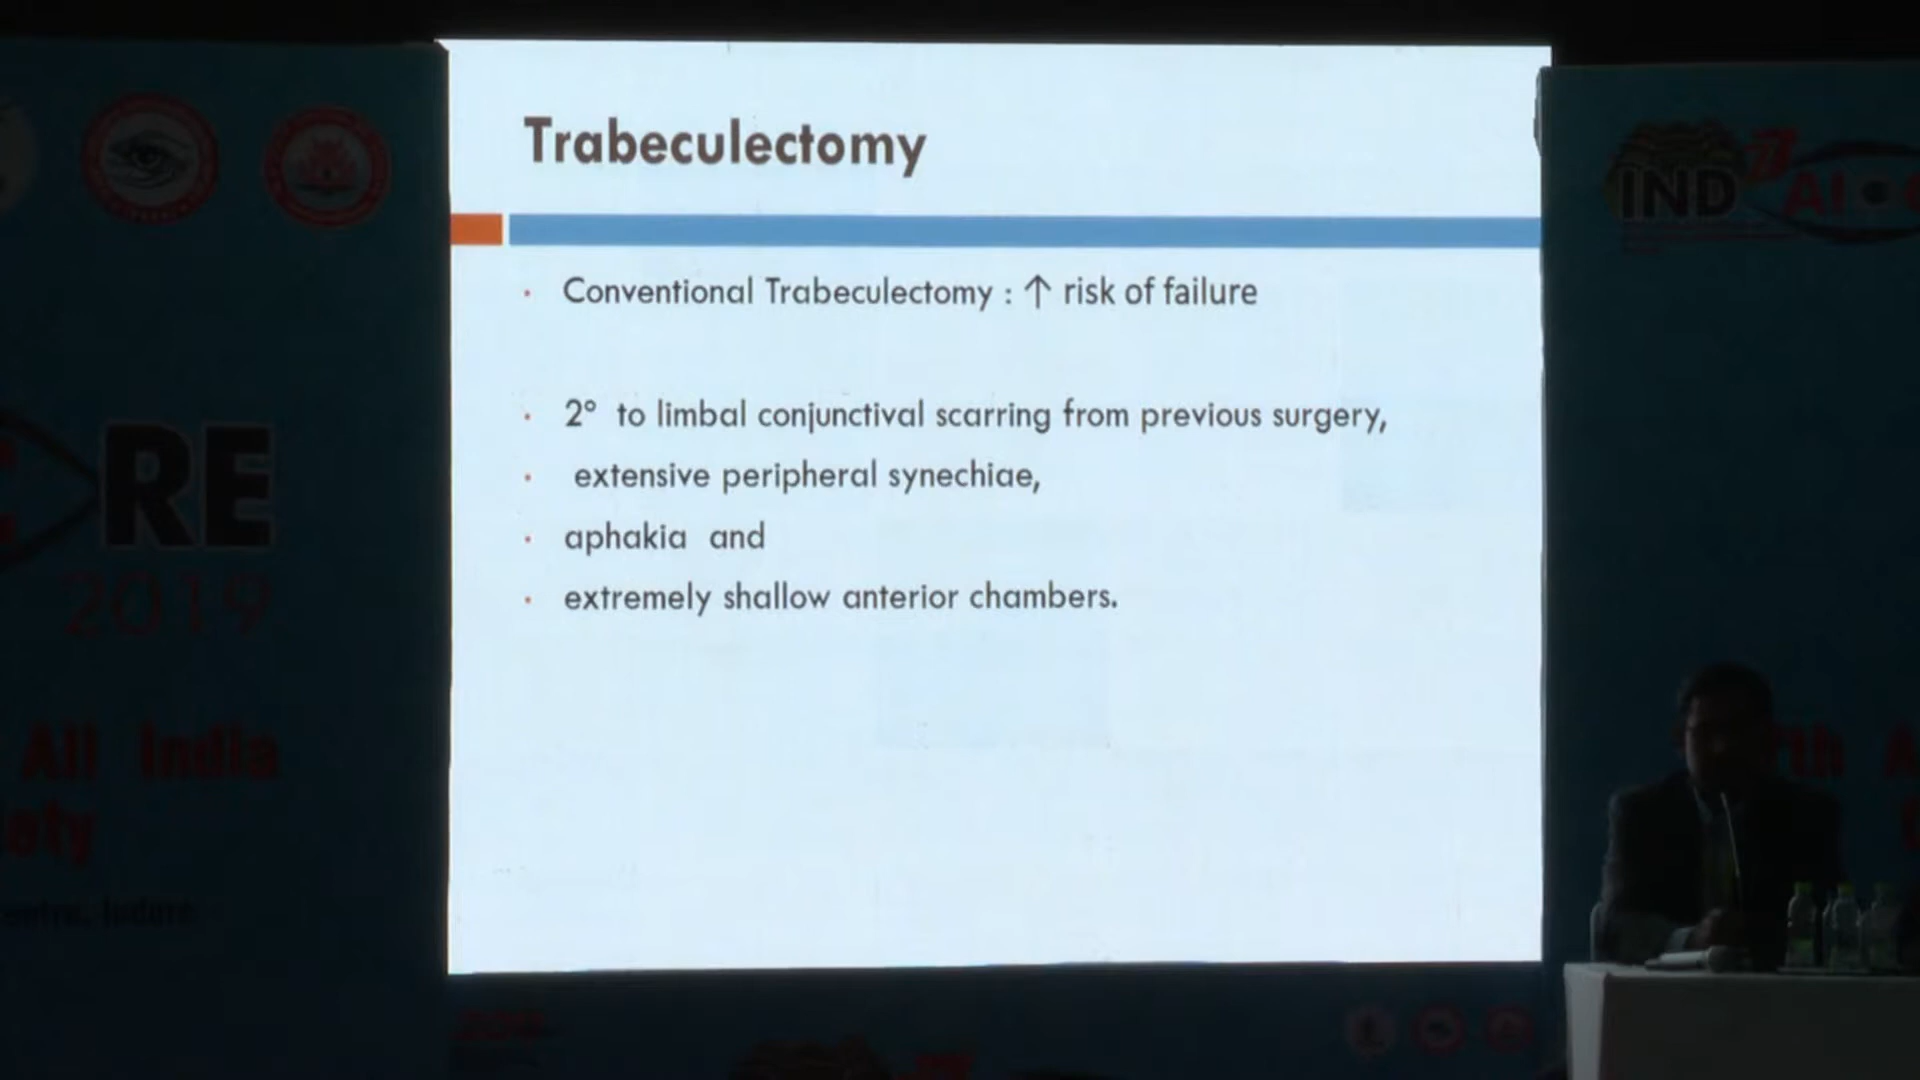 Trabeculectomy
• Conventional Trabeculectomy : ↑ risk of failure
• 2° to limbal conjunctival scarring from previous surgery,
• extensive peripheral synechiae,
• aphakia and
• extremely shallow anterior chambers.
RE
2019
All India
IND